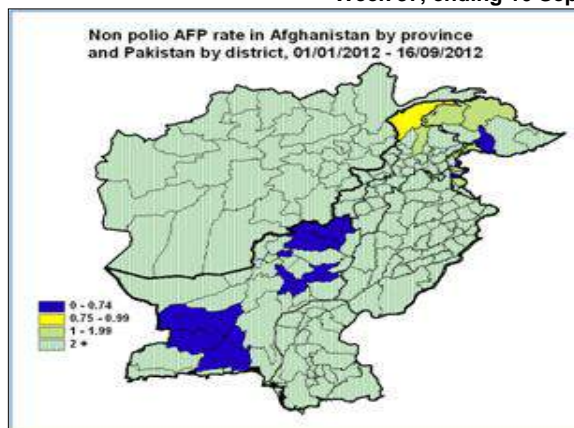 Non polio AFP rate in Afghanistan by province
and Pakistan by district, 01/01/2012 - 16/09/2012
0 - 0.74
0.75 - 0.99
1 - 1.99
2 +